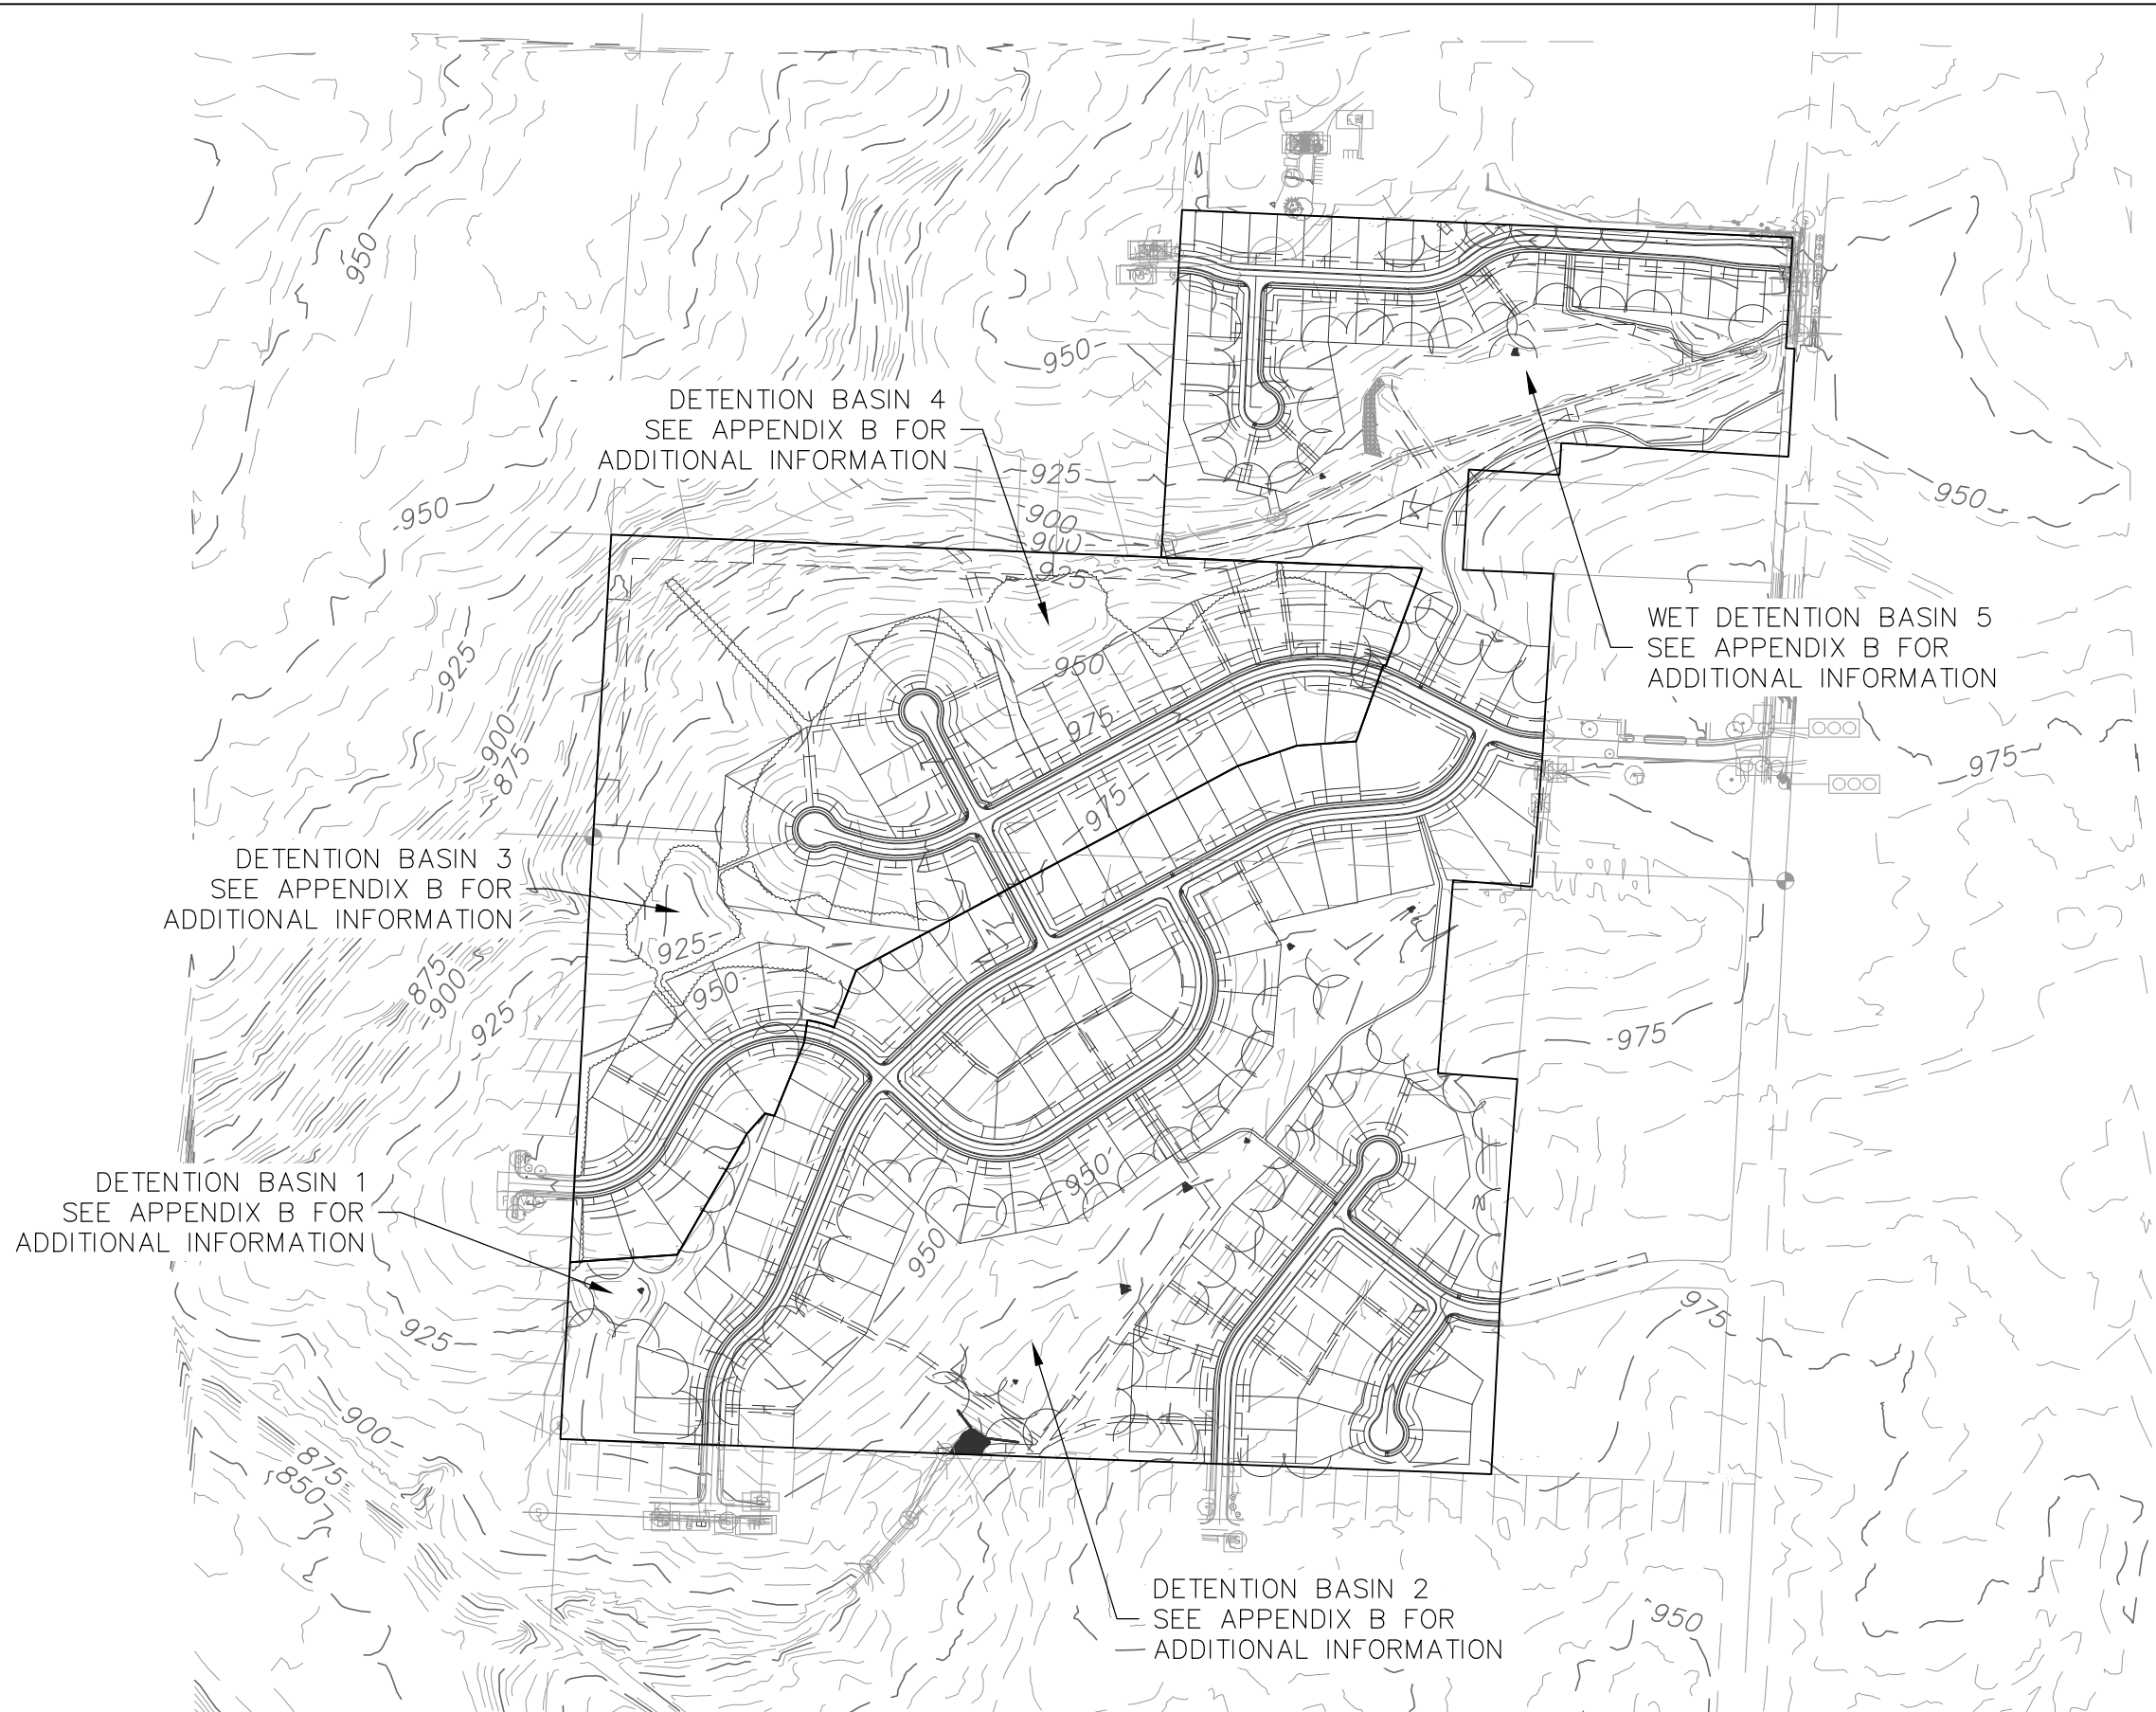 950
950
DETENTION BASIN 4
SEE APPENDIX B FOR
ADDITIONAL INFORMATION
925
900
900
925
950
950
WET DETENTION BASIN 5
SEE APPENDIX B FOR
ADDITIONAL INFORMATION
925
950
975
900
875
975
975
DETENTION BASIN 3
SEE APPENDIX B FOR
ADDITIONAL INFORMATION
925
950
875
900
925
975
DETENTION BASIN 1
SEE APPENDIX B FOR
ADDITIONAL INFORMATION
950
950
925
975
900
875
850
DETENTION BASIN 2
SEE APPENDIX B FOR
ADDITIONAL INFORMATION
950